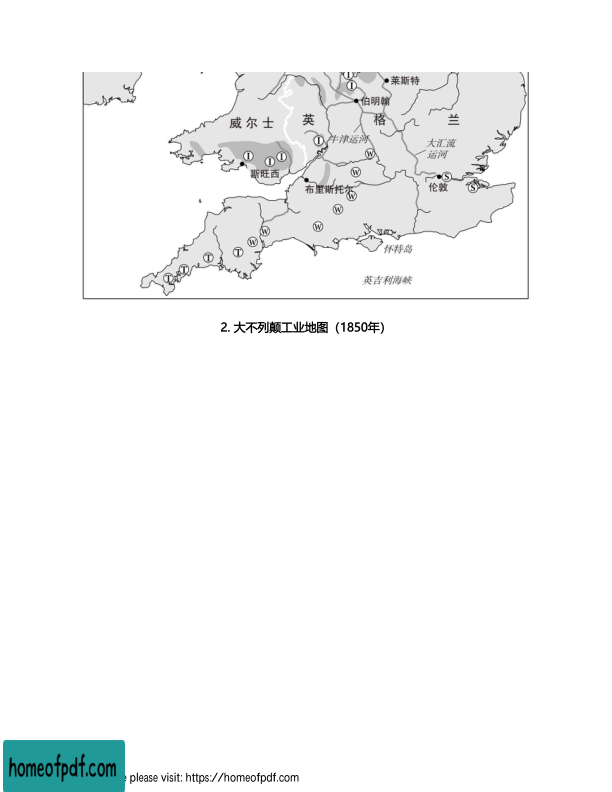 莱斯特
伯明翰
威尔士
英格兰
牛津运河
大汇流
运河
斯旺西
布里斯托尔
伦敦
怀特岛
英吉利海峡
I
I
I
I
I
I
W
W
W
W
W
W
W
S
S
T
T
T
T
2. 大不列颠工业地图（1850年）
homeofpdf.com
e please visit: https://homeofpdf.com